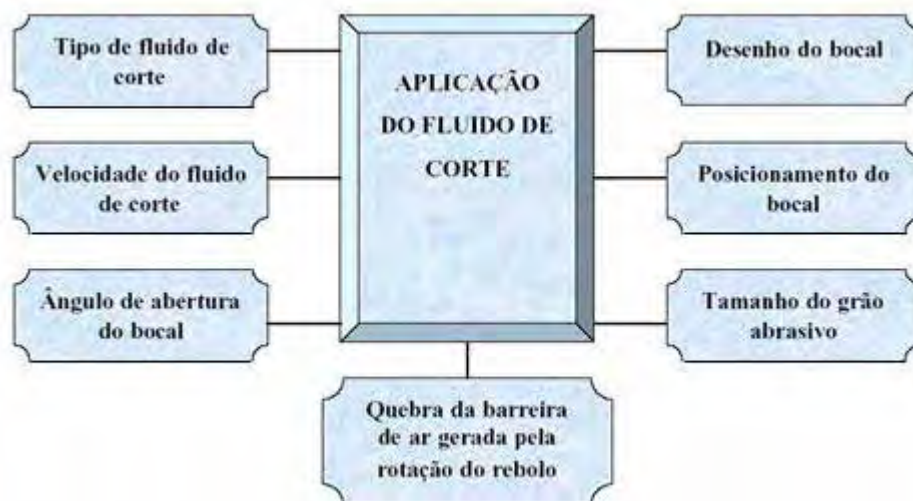 Tipo de fluido de
corte
Velocidade do fluido
de corte
Ângulo de abertura
do bocal
APLICAÇÃO
DO FLUIDO DE
CORTE
Desenho do bocal
Posicionamento do
bocal
Tamanho do grão
abrasivo
Quebra da barreira
de ar gerada pela
rotação do rebolo